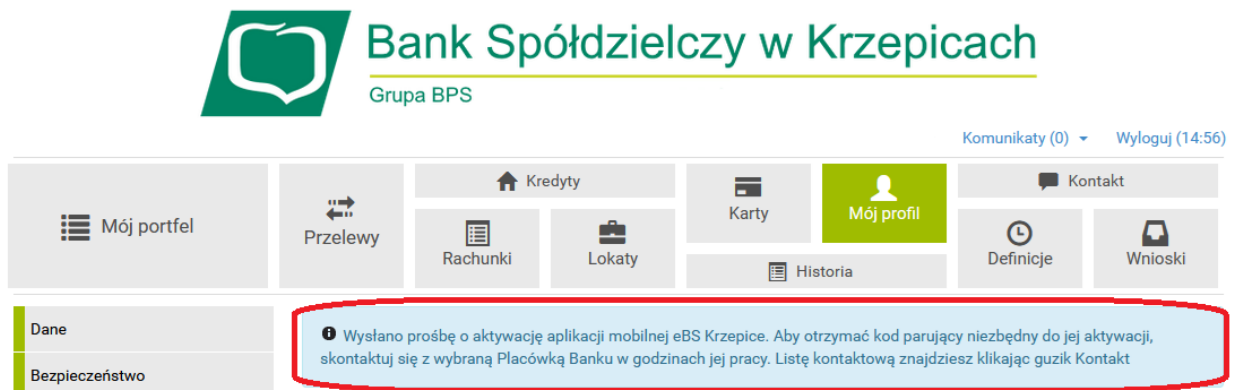 Bank Spółdzielczy w Krzepicach
Grupa BPS
Komunikaty (0)
Wyloguj (14:56)
Mój portfel
Przelewy
Kredyty
Rachunki
Lokaty
Karty
Mój profil
Historia
Kontakt
Definicje
Wnioski
Dane
Bezpieczeństwo
Wysłano prośbę o aktywację aplikacji mobilnej eBS Krzepice. Aby otrzymać kod parujący niezbędny do jej aktywacji,
skontaktuj się z wybraną Placówką Banku w godzinach jej pracy. Listę kontaktową znajdziesz klikając guzik Kontakt